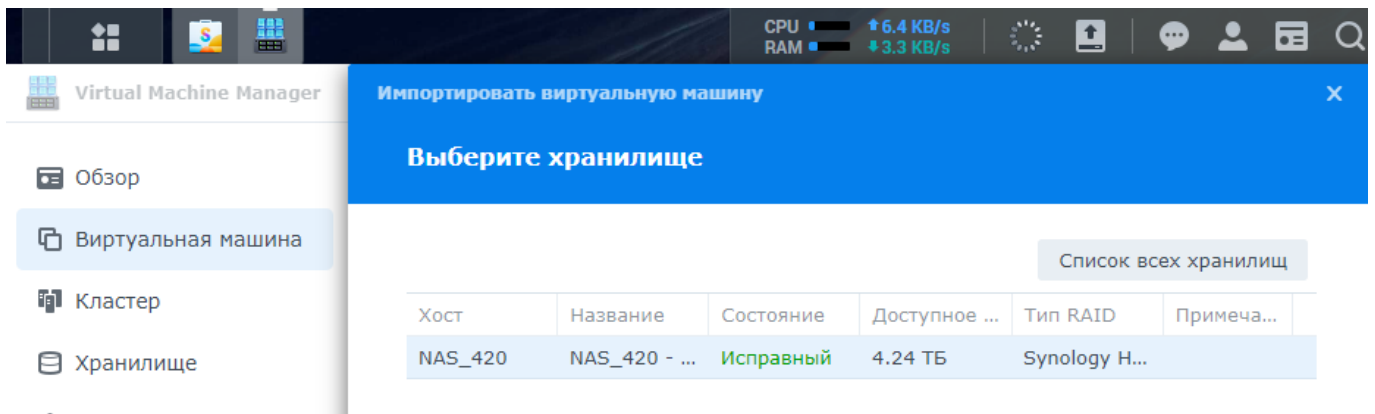 CPU 6.4 KB/s
RAM 3.3 KB/s
Virtual Machine Manager
Импортировать виртуальную машину
Выберите хранилище
Обзор
Виртуальная машина
Кластер
Хранилище
Список всех хранилищ
Хост Название Состояние Доступное ... Тип RAID Примеча...
NAS_420 NAS_420 - ... Исправный 4.24 ТБ Synology H...